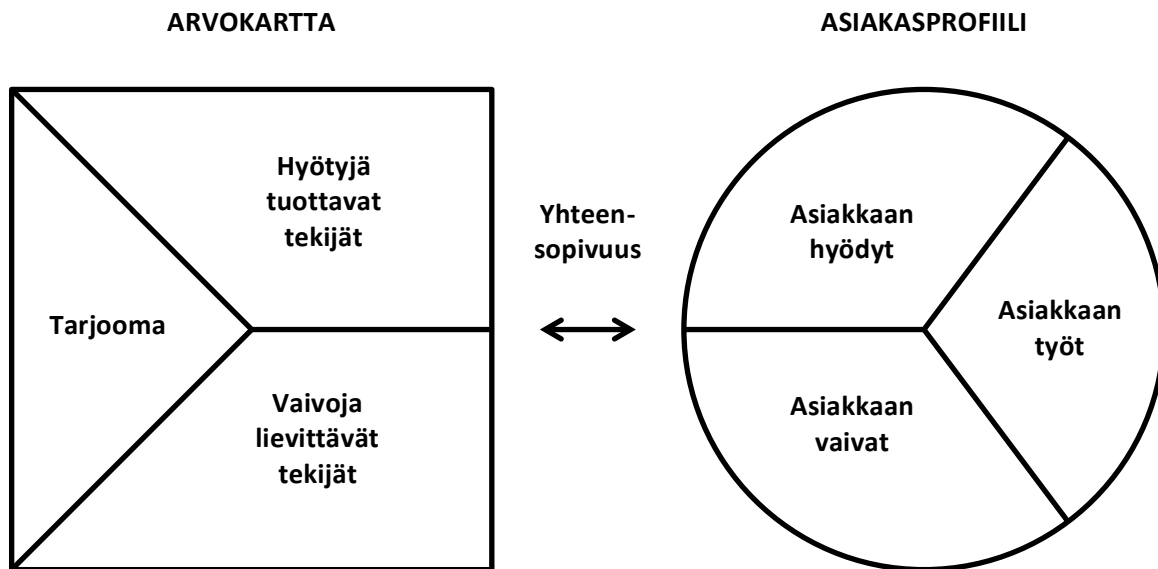 ARVOKARTTA
ASIAKASPROFIILI
Hyötyjä
tuottavat
tekijät
Tarjooma
Vaivoja
lievittävät
tekijät
Yhteen-
sopivuus
Asiakkaan
hyödyt
Asiakkaan
työt
Asiakkaan
vaivat